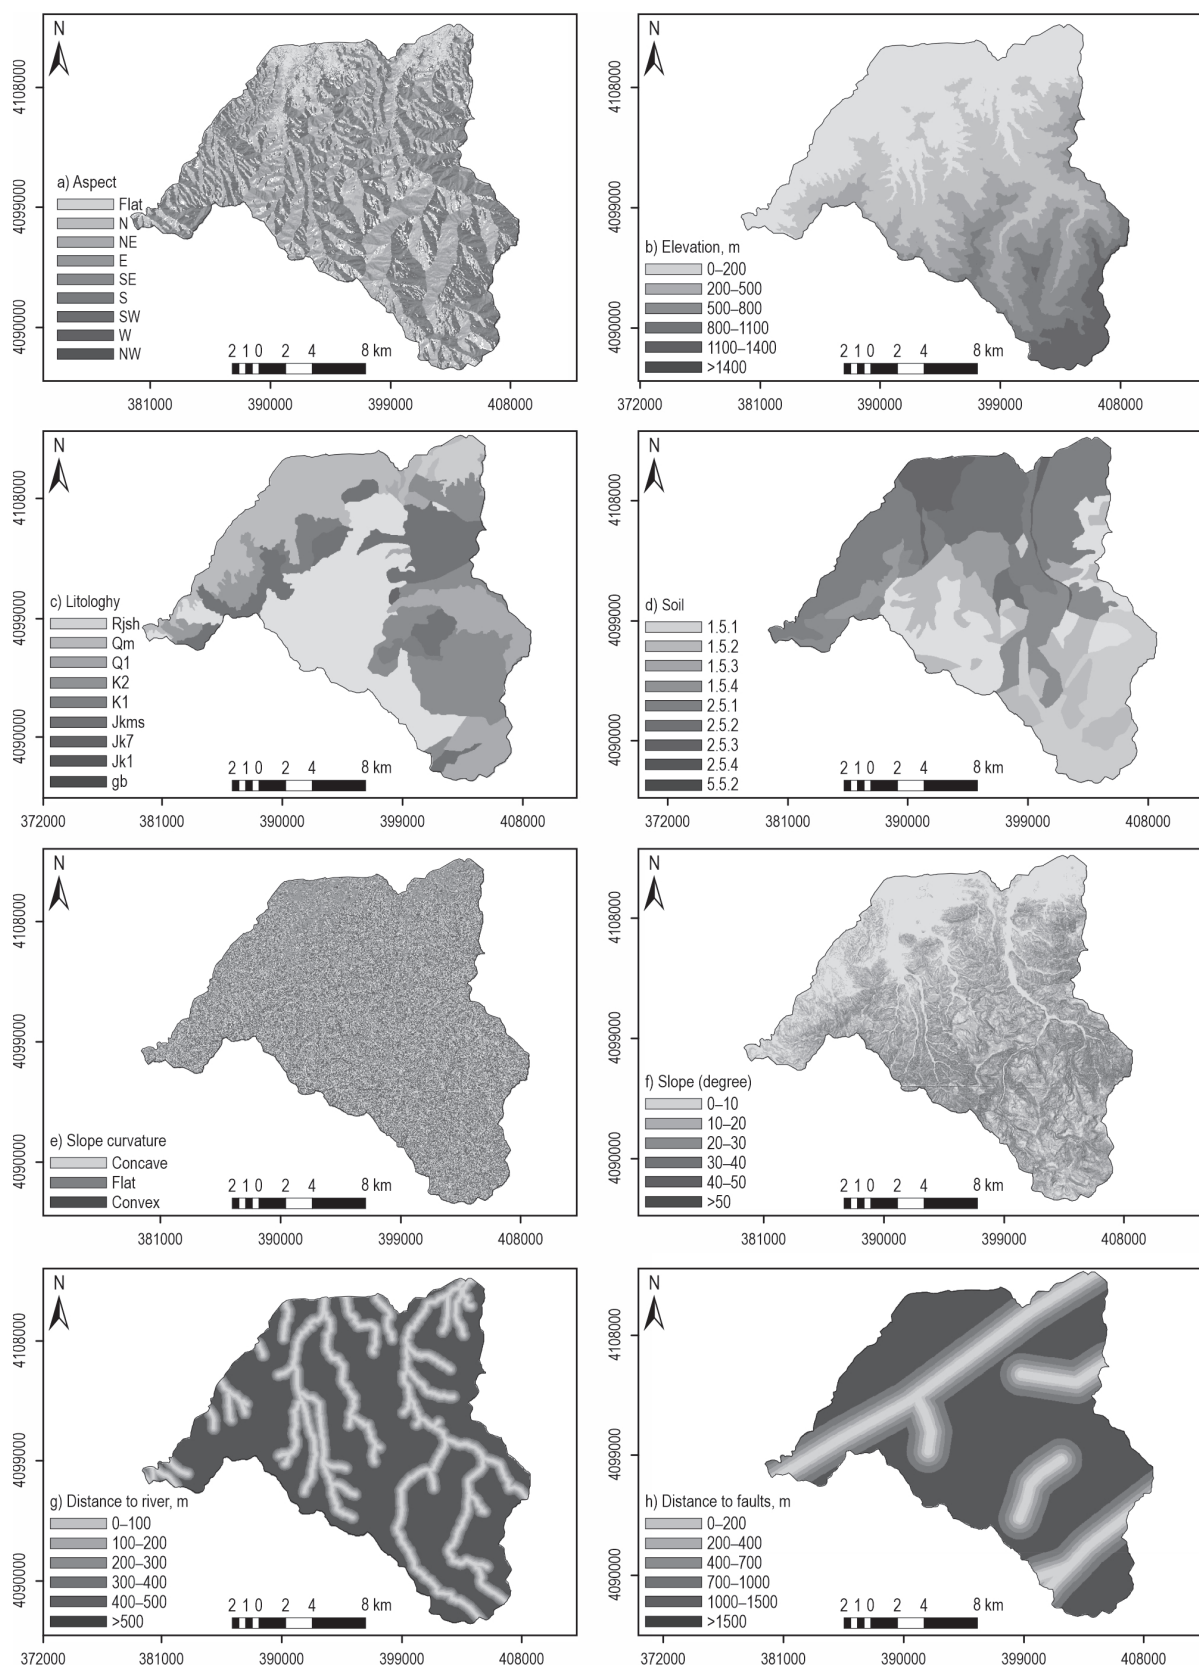 N
4108000
4099000
4090000
a) Aspect
Flat
N
NE
E
SE
S
SW
W
NW
2 1 0 2 4 8 km
381000 390000 399000 408000
N
4108000
4099000
4090000
b) Elevation, m
0–200
200–500
500–800
800–1100
1100–1400
>1400
2 1 0 2 4 8 km
372000 381000 390000 399000 408000
N
4108000
4099000
4090000
c) Litologhy
Rjsh
Qm
Q1
K2
K1
Jkms
Jk7
Jk1
gb
2 1 0 2 4 8 km
372000 381000 390000 399000 408000
N
4108000
4099000
4090000
d) Soil
1.5.1
1.5.2
1.5.3
1.5.4
2.5.1
2.5.2
2.5.3
2.5.4
5.5.2
2 1 0 2 4 8 km
372000 381000 390000 399000 408000
N
4108000
4099000
4090000
e) Slope curvature
Concave
Flat
Convex
2 1 0 2 4 8 km
381000 390000 399000 408000
N
4108000
4099000
4090000
f) Slope (degree)
0–10
10–20
20–30
30–40
40–50
>50
2 1 0 2 4 8 km
381000 390000 399000 408000
N
4108000
4099000
4090000
g) Distance to river, m
0–100
100–200
200–300
300–400
400–500
>500
2 1 0 2 4 8 km
372000 381000 390000 399000 408000
N
4108000
4099000
4090000
h) Distance to faults, m
0–200
200–400
400–700
700–1000
1000–1500
>1500
2 1 0 2 4 8 km
372000 381000 390000 399000 408000